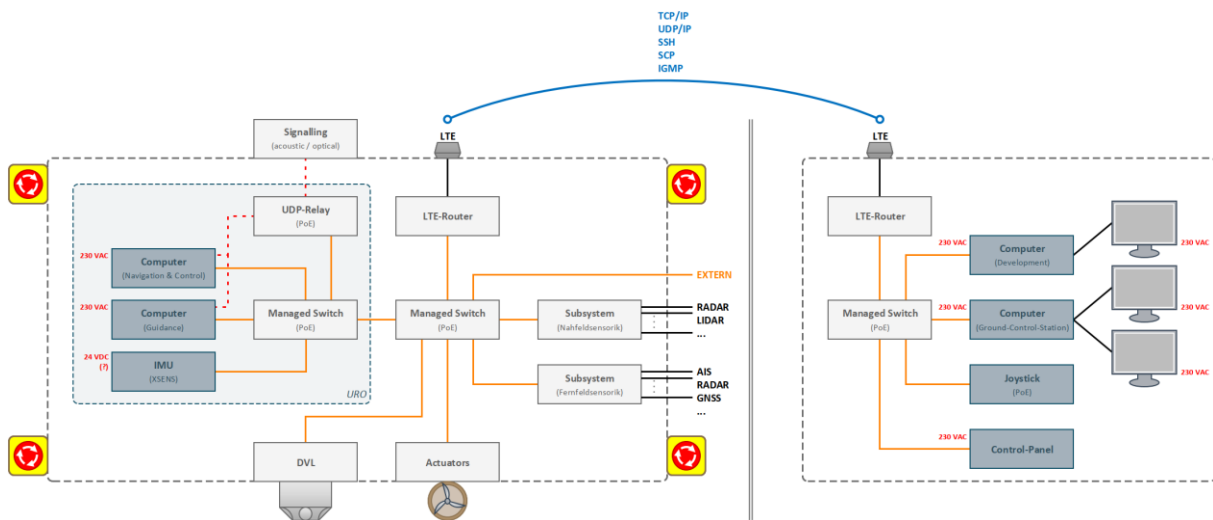 TCP/IP
UDP/IP
SSH
SCP
IGMP
Signalling
(acoustic / optical)
LTE
UDP-Relay
(PoE)
LTE-Router
230 VAC
Computer
(Navigation & Control)
230 VAC
Computer
(Guidance)
24 VDC
(?)
IMU
(XSENS)
URO
Managed Switch
(PoE)
Managed Switch
(PoE)
EXTERN
Subsystem
(Nahfeldsensorik)
RADAR
LIDAR
...
Subsystem
(Fernfeldsensorik)
AIS
RADAR
GNSS
...
DVL
Actuators
LTE
LTE-Router
Managed Switch
(PoE)
230 VAC
Computer
(Development)
230 VAC
230 VAC
Computer
(Ground-Control-Station)
230 VAC
230 VAC
Joystick
(PoE)
230 VAC
Control-Panel